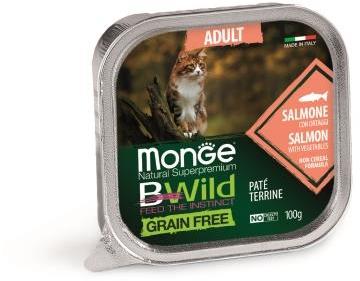 ADULT
MADE IN ITALY
SALMONE
CON ORTAGGI
SALMON
WITH VEGETABLES
NON CEREAL
FORMULA
monge
Natural Superpremium
BWild
FEED THE INSTINCT
GRAIN FREE
PATÉ
TERRINE
NO
100g